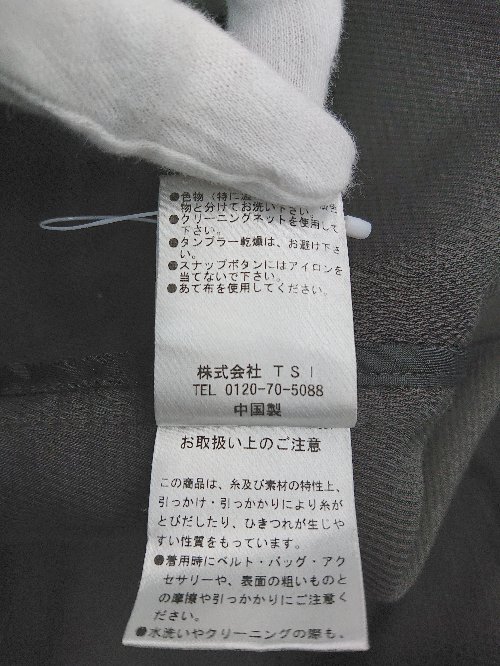 ●色物（特に濃
物と分けてお洗い下さい。
●クリーニングネットを使用して
下さい。
●タンブラー乾燥は、お避け下さ
い。
●スナップボタンにはアイロンを
当てないで下さい。
●あて布を使用してください。
株式会社 ＴＳＩ
TEL 0120-70-5088
中国製
お取扱い上のご注意
この商品は、糸及び素材の特性上、
引っかけ・引っかかりにより糸が
とびだしたり、ひきつれが生じや
すい性質をもっています。
●着用時にベルト・バッグ・アク
セサリーや、表面の粗いものと
の摩擦や引っかかりにご注意く
ださい。
●水洗いやクリーニングの際も、